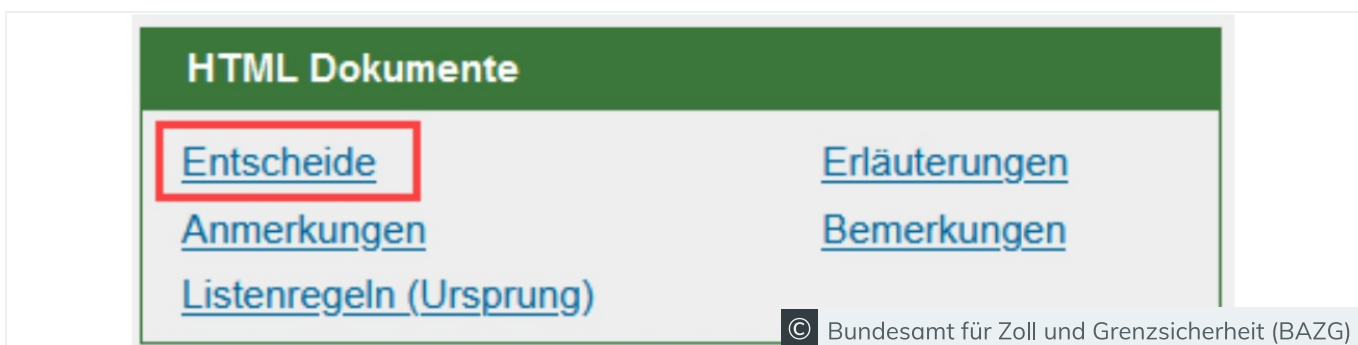 HTML Dokumente
Entscheide
Erläuterungen
Anmerkungen
Bemerkungen
Listenregeln (Ursprung)
© Bundesamt für Zoll und Grenzsicherheit (BAZG)